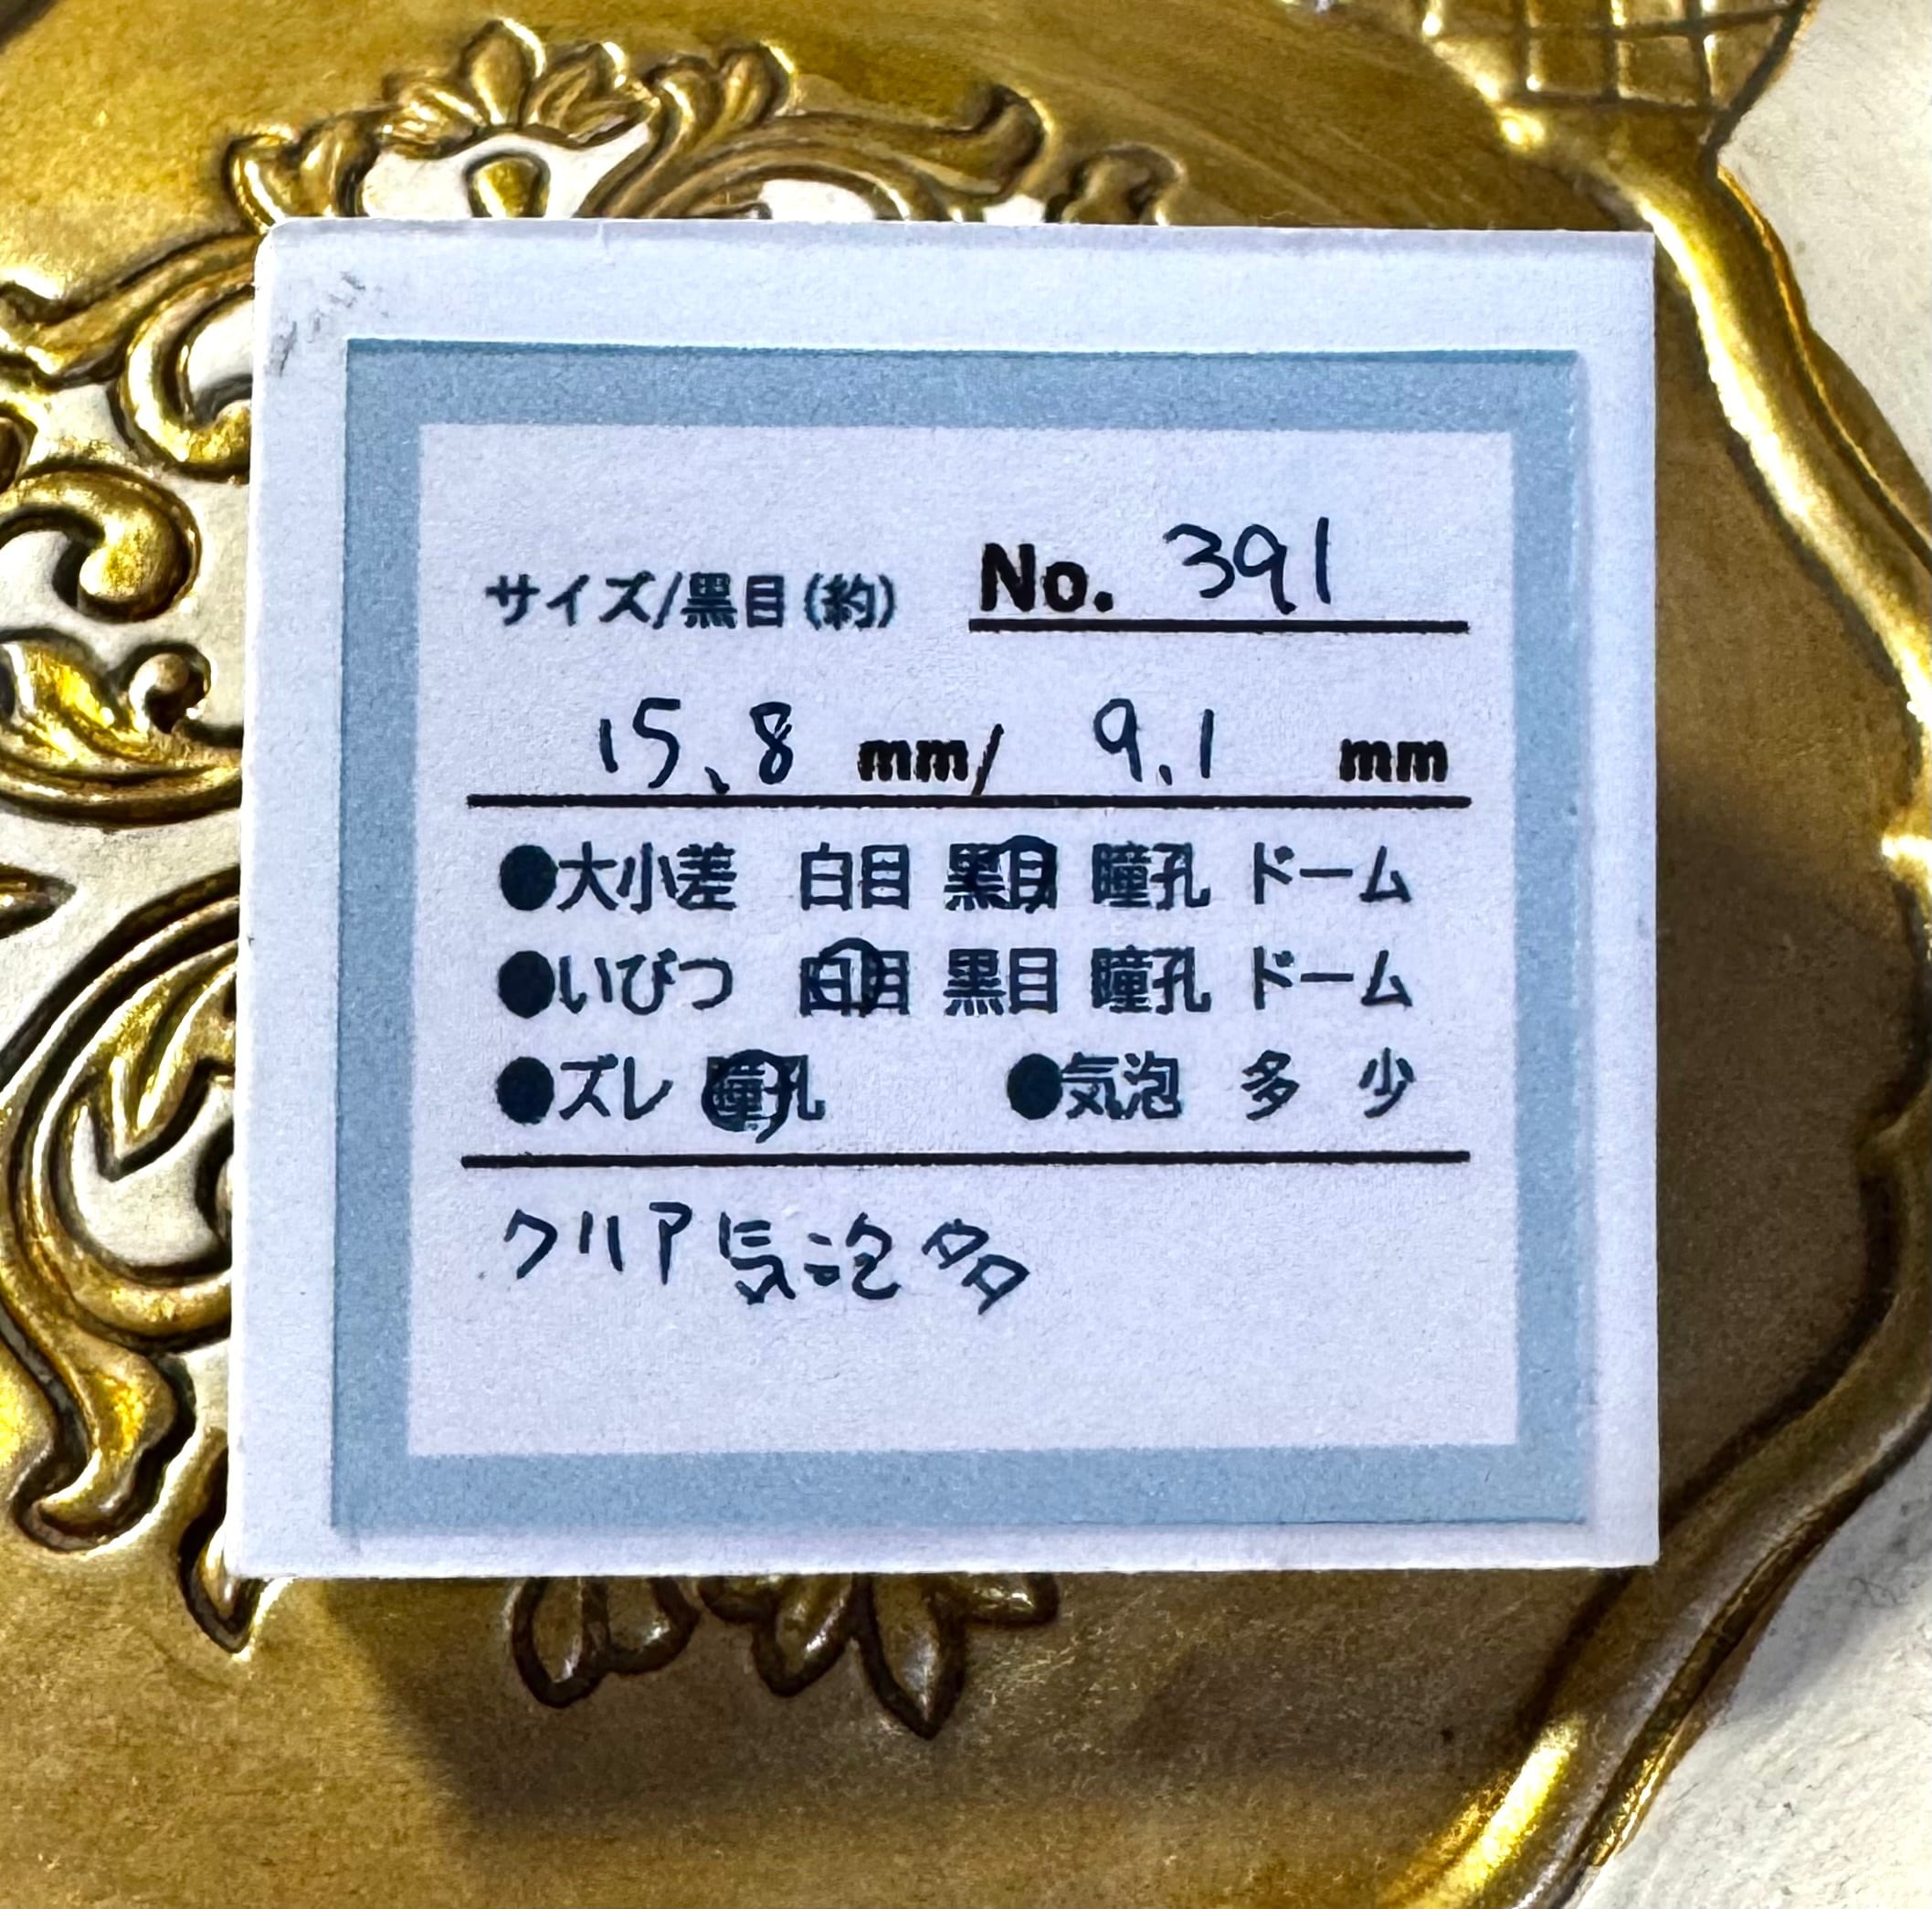 サイズ/黒目(約) No. 391
15.8 mm/ 9.1 mm
●大小差 白目 黒目 瞳孔 ドーム
●いびつ 白目 黒目 瞳孔 ドーム
●ズレ 瞳孔 ●気泡 多 少
クリア気泡多